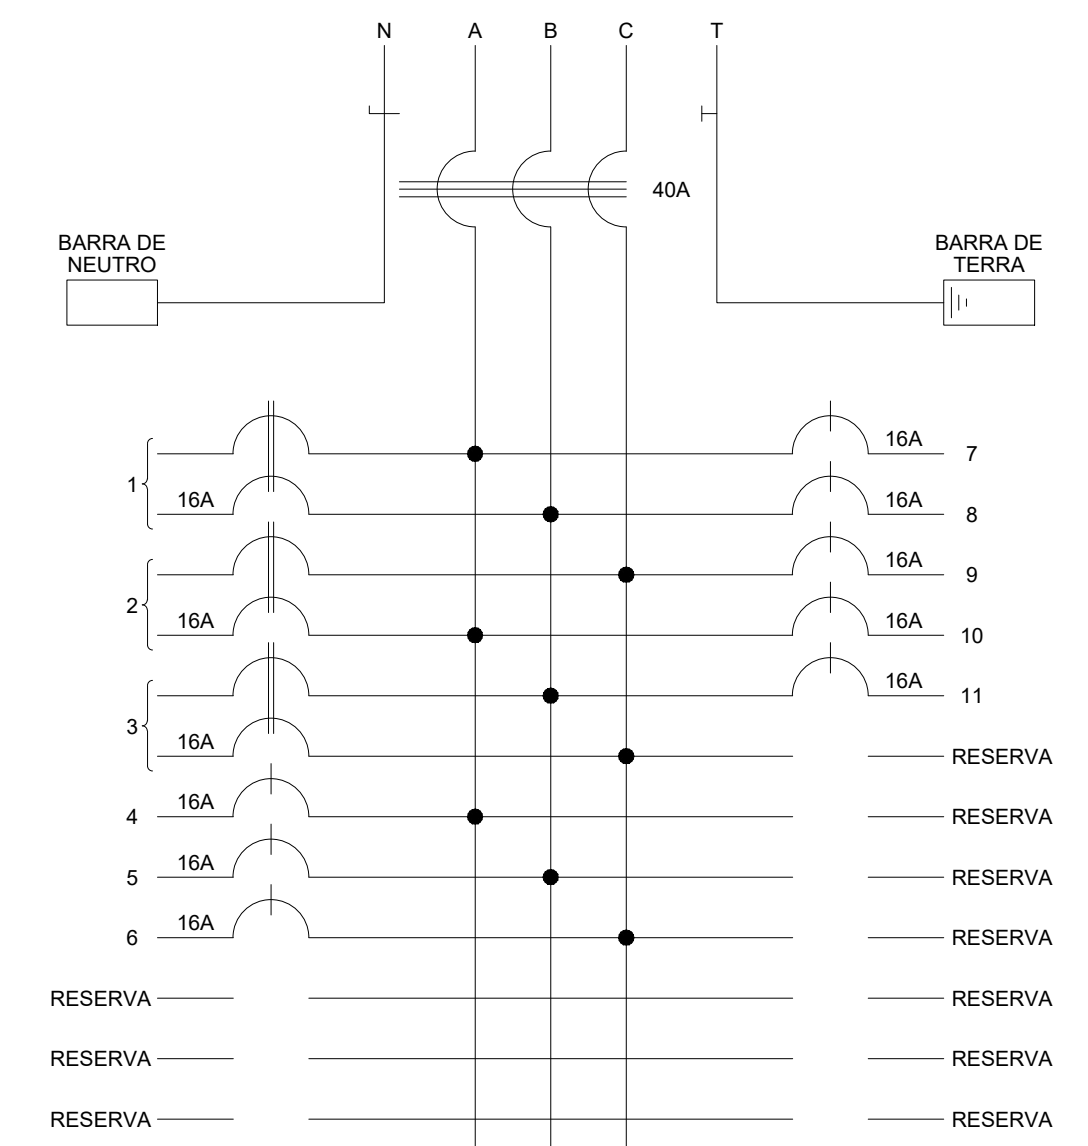 N A B C T
40A
BARRA DE
NEUTRO
BARRA DE
TERRA
16A 7
1 16A 16A 8
16A 9
2 16A 16A 10
16A 11
3 16A RESERVA
4 16A RESERVA
5 16A RESERVA
6 16A RESERVA
RESERVA RESERVA
RESERVA RESERVA
RESERVA RESERVA